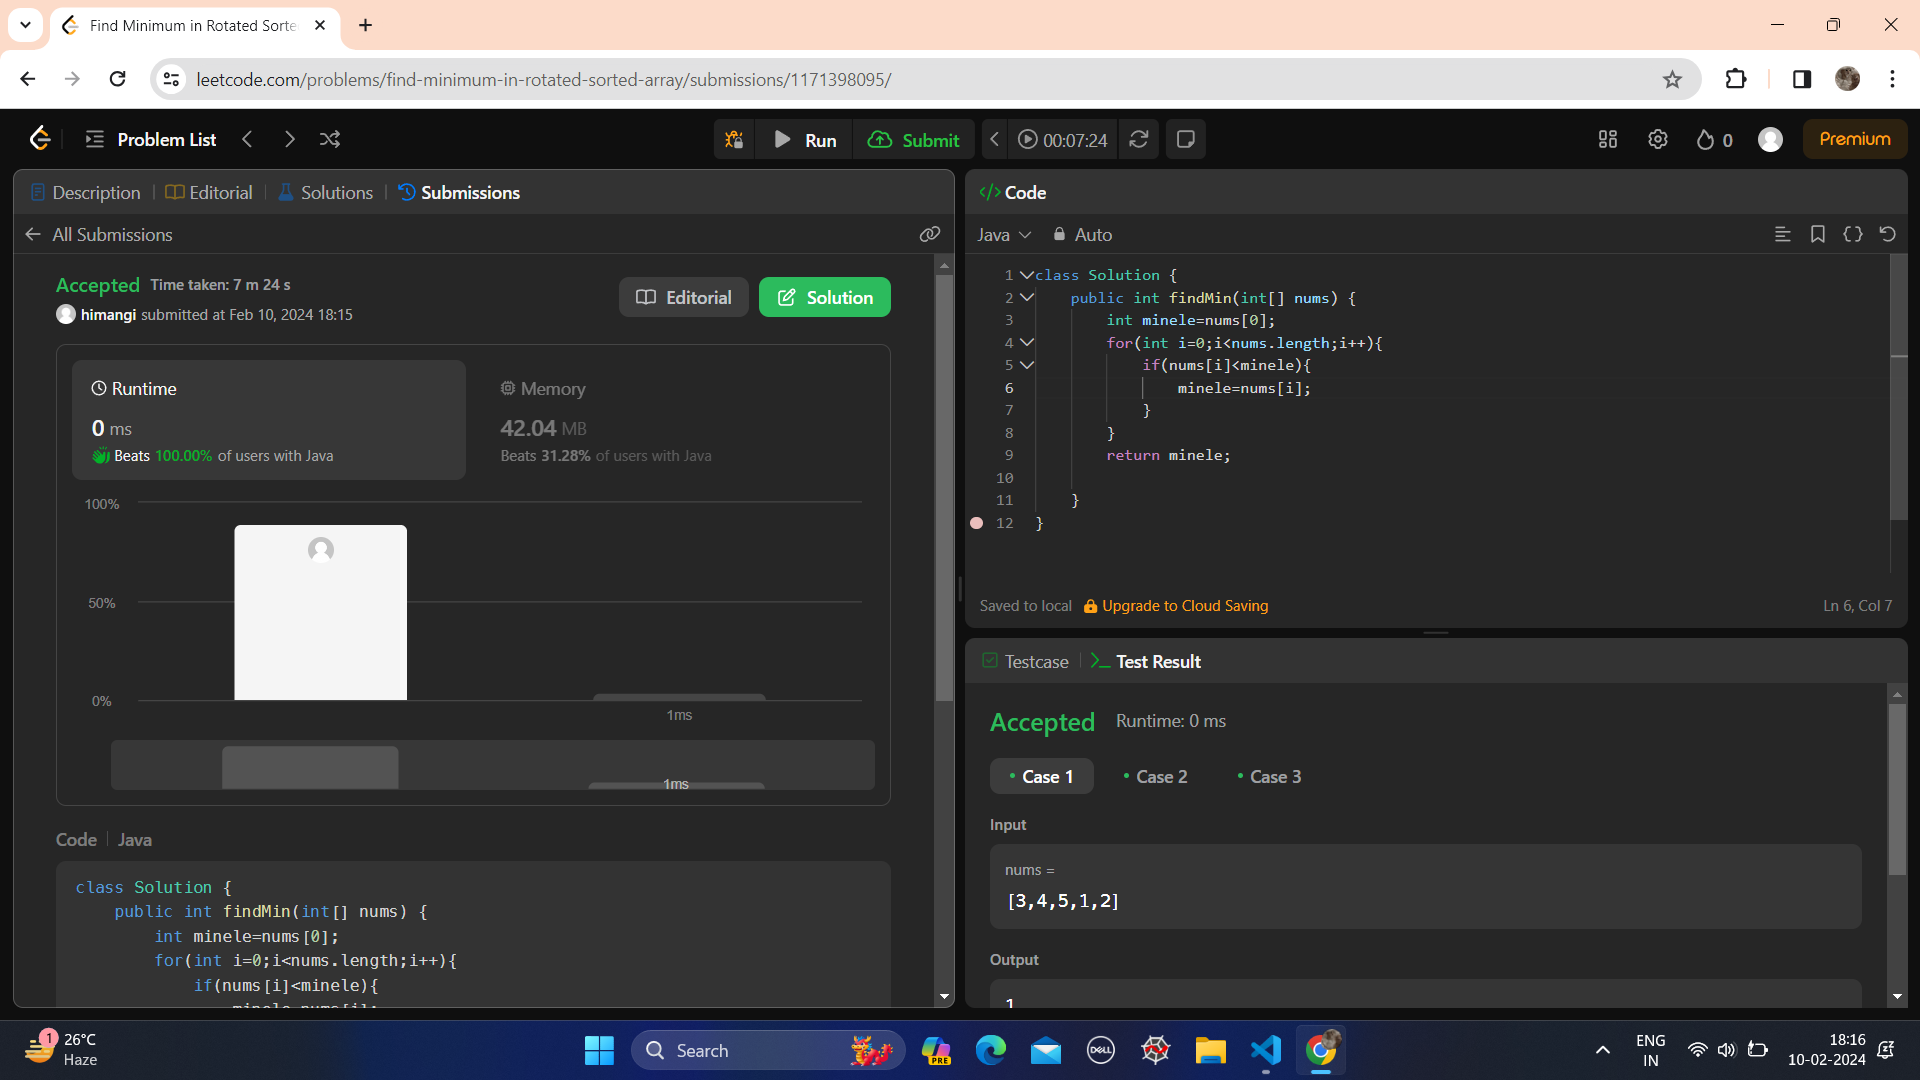 Find Minimum in Rotated Sorte
leetcode.com/problems/find-minimum-in-rotated-sorted-array/submissions/1171398095/
Problem List
Run
Submit
00:07:24
0
Premium
Description
Editorial
Solutions
Submissions
All Submissions
Accepted Time taken: 7 m 24 s
himangi submitted at Feb 10, 2024 18:15
Editorial
Solution
Runtime
0 ms
Beats 100.00% of users with Java
Memory
42.04 MB
Beats 31.28% of users with Java
100%
50%
0%
1ms
1ms
Code
Java
class Solution {
public int findMin(int[] nums) {
int minele=nums[0];
for(int i=0;i<nums.length;i++){
if(nums[i]<minele){
minele=nums[i];
</> Code
Java
Auto
1 class Solution {
2 public int findMin(int[] nums) {
3 int minele=nums[0];
4 for(int i=0;i<nums.length;i++){
5 if(nums[i]<minele){
6 minele=nums[i];
7 }
8 }
9 return minele;
10
11 }
12 }
Saved to local
Upgrade to Cloud Saving
Ln 6, Col 7
Testcase
Test Result
Accepted Runtime: 0 ms
Case 1
Case 2
Case 3
Input
nums =
[3,4,5,1,2]
Output
1
1
26°C
Haze
Search
PRE
DELL
ENG
IN
18:16
10-02-2024